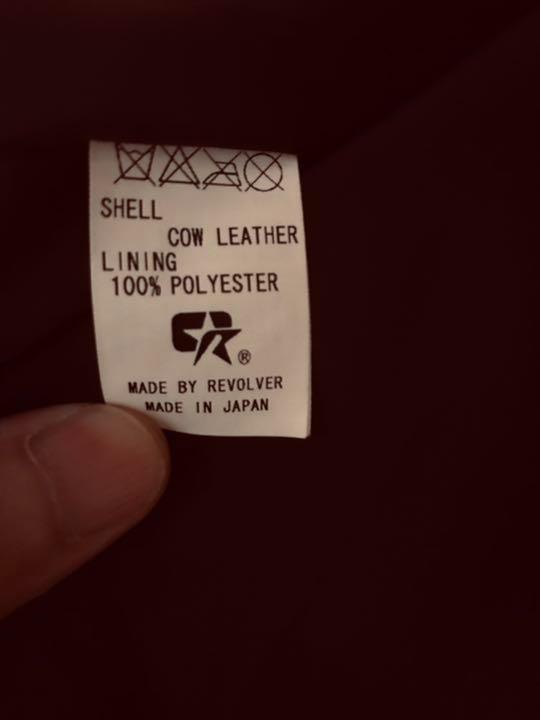 SHELL
COW LEATHER
LINING
100% POLYESTER
®
MADE BY REVOLVER
MADE IN JAPAN